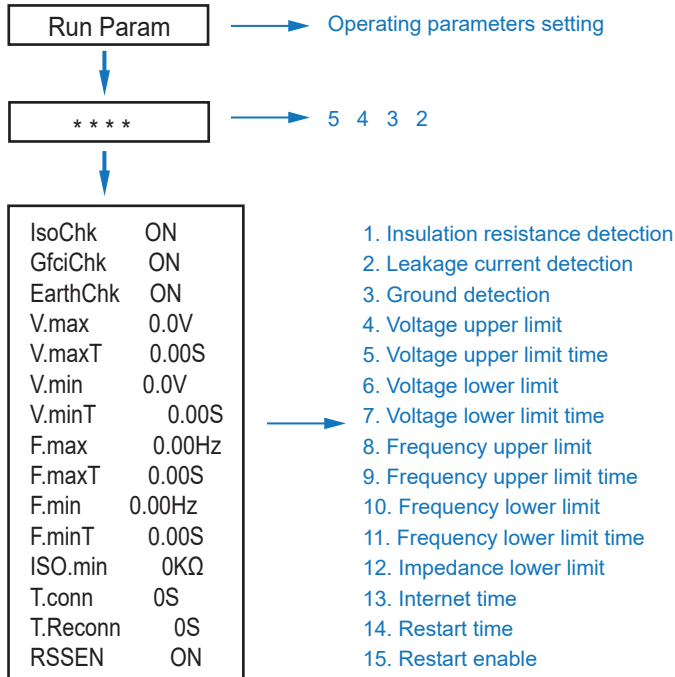 Run Param Operating parameters setting
* * * * 5 4 3 2
IsoChk ON 1. Insulation resistance detection
GfciChk ON 2. Leakage current detection
EarthChk ON 3. Ground detection
V.max 0.0V 4. Voltage upper limit
V.maxT 0.00S 5. Voltage upper limit time
V.min 0.0V 6. Voltage lower limit
V.minT 0.00S 7. Voltage lower limit time
F.max 0.00Hz 8. Frequency upper limit
F.maxT 0.00S 9. Frequency upper limit time
F.min 0.00Hz 10. Frequency lower limit
F.minT 0.00S 11. Frequency lower limit time
ISO.min 0KΩ 12. Impedance lower limit
T.conn 0S 13. Internet time
T.Reconn 0S 14. Restart time
RSSEN ON 15. Restart enable